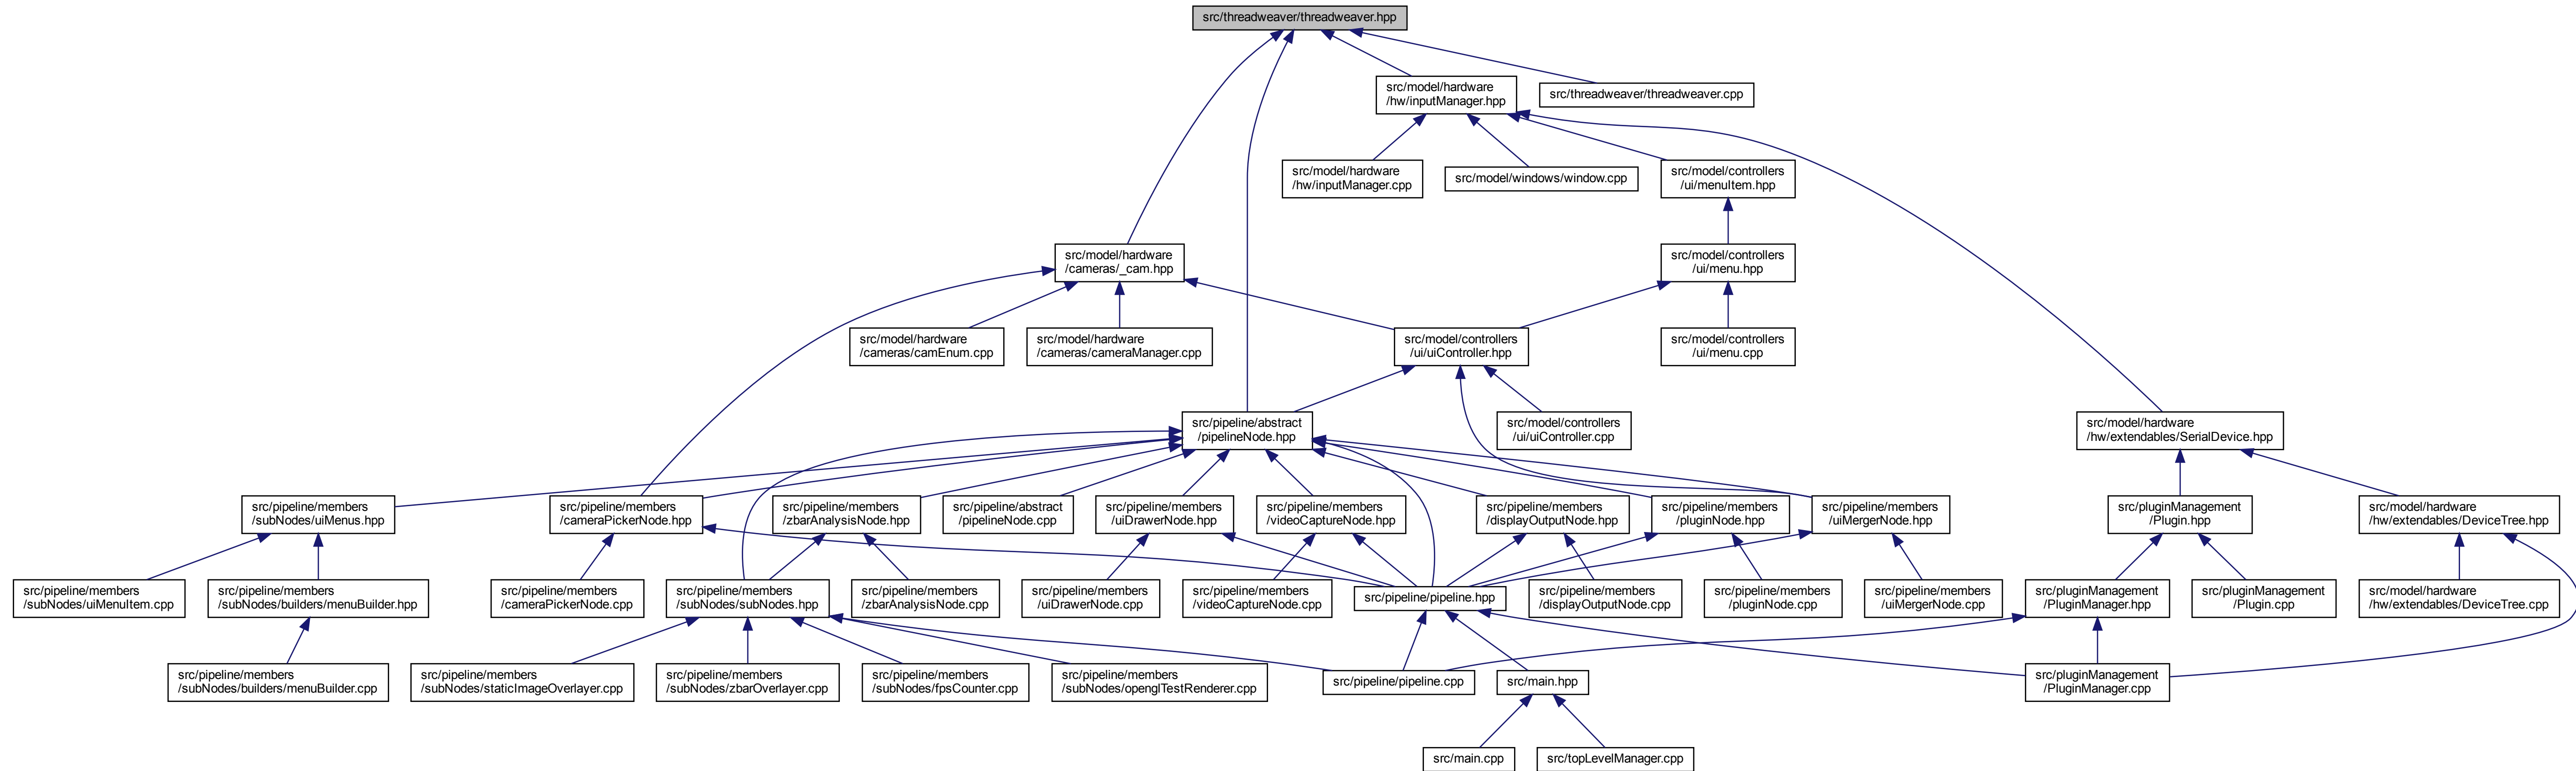 src/threadweaver/threadweaver.hpp
src/model/hardware
/hw/inputManager.hpp
src/threadweaver/threadweaver.cpp
src/model/hardware
/hw/inputManager.cpp
src/model/windows/window.cpp
src/model/controllers
/ui/menuItem.hpp
src/model/hardware
/cameras/_cam.hpp
src/model/controllers
/ui/menu.hpp
src/model/hardware
/cameras/camEnum.cpp
src/model/hardware
/cameras/cameraManager.cpp
src/model/controllers
/ui/uiController.hpp
src/model/controllers
/ui/menu.cpp
src/pipeline/abstract
/pipelineNode.hpp
src/model/controllers
/ui/uiController.cpp
src/model/hardware
/hw/extendables/SerialDevice.hpp
src/pipeline/members
/subNodes/uiMenus.hpp
src/pipeline/members
/cameraPickerNode.hpp
src/pipeline/members
/zbarAnalysisNode.hpp
src/pipeline/abstract
/pipelineNode.cpp
src/pipeline/members
/uiDrawerNode.hpp
src/pipeline/members
/videoCaptureNode.hpp
src/pipeline/members
/displayOutputNode.hpp
src/pipeline/members
/pluginNode.hpp
src/pipeline/members
/uiMergerNode.hpp
src/pluginManagement
/Plugin.hpp
src/model/hardware
/hw/extendables/DeviceTree.hpp
src/pipeline/members
/subNodes/uiMenuItem.cpp
src/pipeline/members
/subNodes/builders/menuBuilder.hpp
src/pipeline/members
/cameraPickerNode.cpp
src/pipeline/members
/subNodes/subNodes.hpp
src/pipeline/members
/zbarAnalysisNode.cpp
src/pipeline/members
/uiDrawerNode.cpp
src/pipeline/members
/videoCaptureNode.cpp
src/pipeline/pipeline.hpp
src/pipeline/members
/displayOutputNode.cpp
src/pipeline/members
/pluginNode.cpp
src/pipeline/members
/uiMergerNode.cpp
src/pluginManagement
/PluginManager.hpp
src/pluginManagement
/Plugin.cpp
src/model/hardware
/hw/extendables/DeviceTree.cpp
src/pipeline/members
/subNodes/builders/menuBuilder.cpp
src/pipeline/members
/subNodes/staticImageOverlayer.cpp
src/pipeline/members
/subNodes/zbarOverlayer.cpp
src/pipeline/members
/subNodes/fpsCounter.cpp
src/pipeline/members
/subNodes/openglTestRenderer.cpp
src/pipeline/pipeline.cpp
src/main.hpp
src/pluginManagement
/PluginManager.cpp
src/main.cpp
src/topLevelManager.cpp